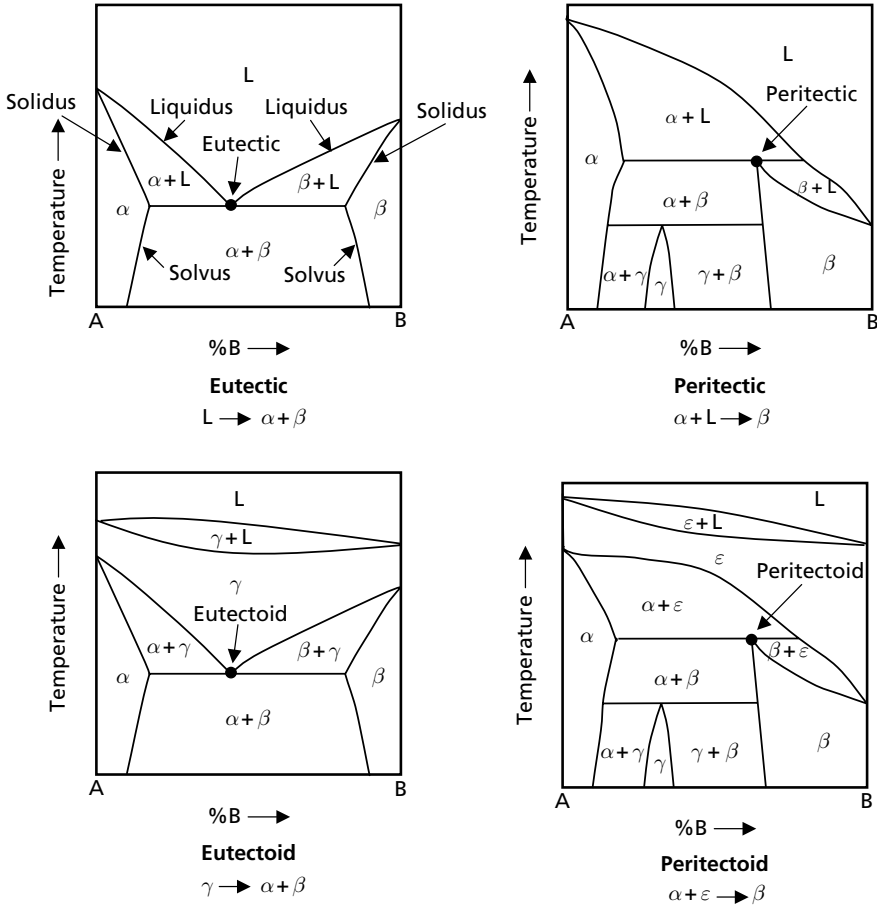 L
Solidus
Liquidus
Liquidus
Solidus
Eutectic
α+L
β+L
α
β
α+β
Solvus
Solvus
Temperature
A
B
%B
Eutectic
L → α+β
L
Peritectic
α+L
α
β+L
α+β
α+γ
γ
γ+β
β
Temperature
A
B
%B
Peritectic
α+L → β
L
γ+L
γ
Eutectoid
α+γ
β+γ
α
β
α+β
Temperature
A
B
%B
Eutectoid
γ → α+β
L
ε+L
ε
Peritectoid
α+ε
α
β+ε
α+β
α+γ
γ
γ+β
β
Temperature
A
B
%B
Peritectoid
α+ε → β